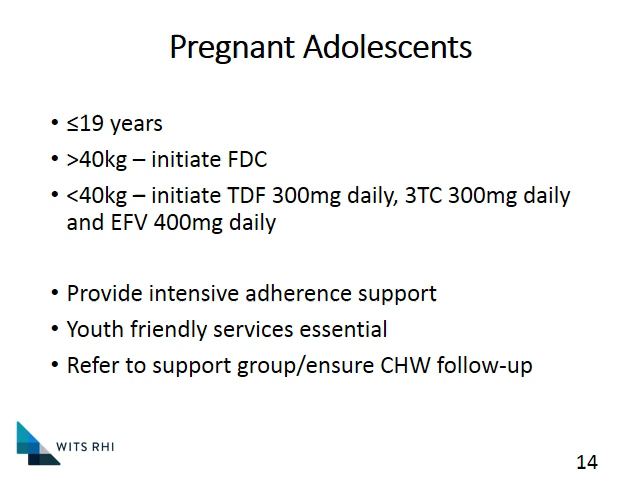 Pregnant Adolescents
• ≤19 years
• >40kg – initiate FDC
• <40kg – initiate TDF 300mg daily, 3TC 300mg daily
and EFV 400mg daily
• Provide intensive adherence support
• Youth friendly services essential
• Refer to support group/ensure CHW follow-up
WITS RHI
14